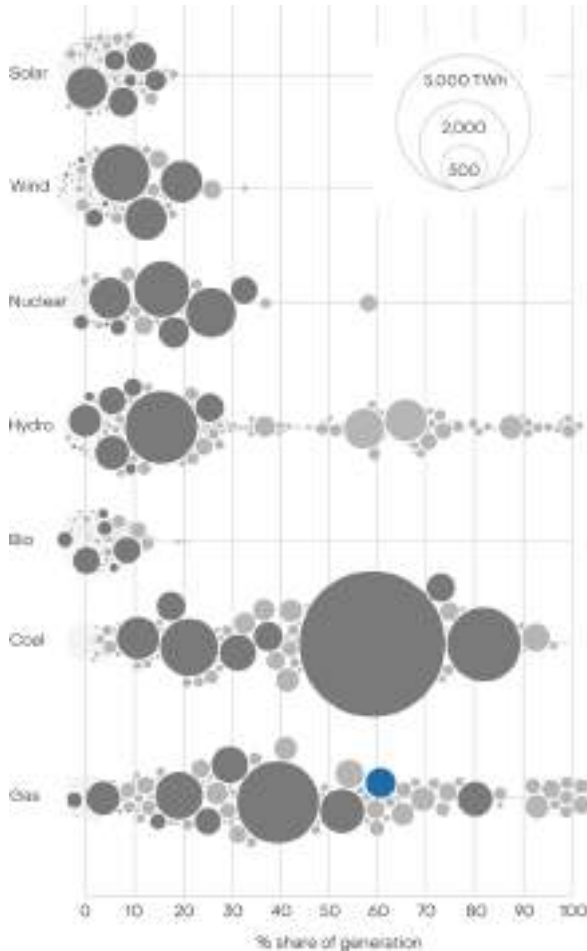 Solar
5,000 TWh
2,000
500
Wind
Nuclear
Hydro
Bio
Coal
Gas
0 10 20 30 40 50 60 70 80 90 100
% share of generation